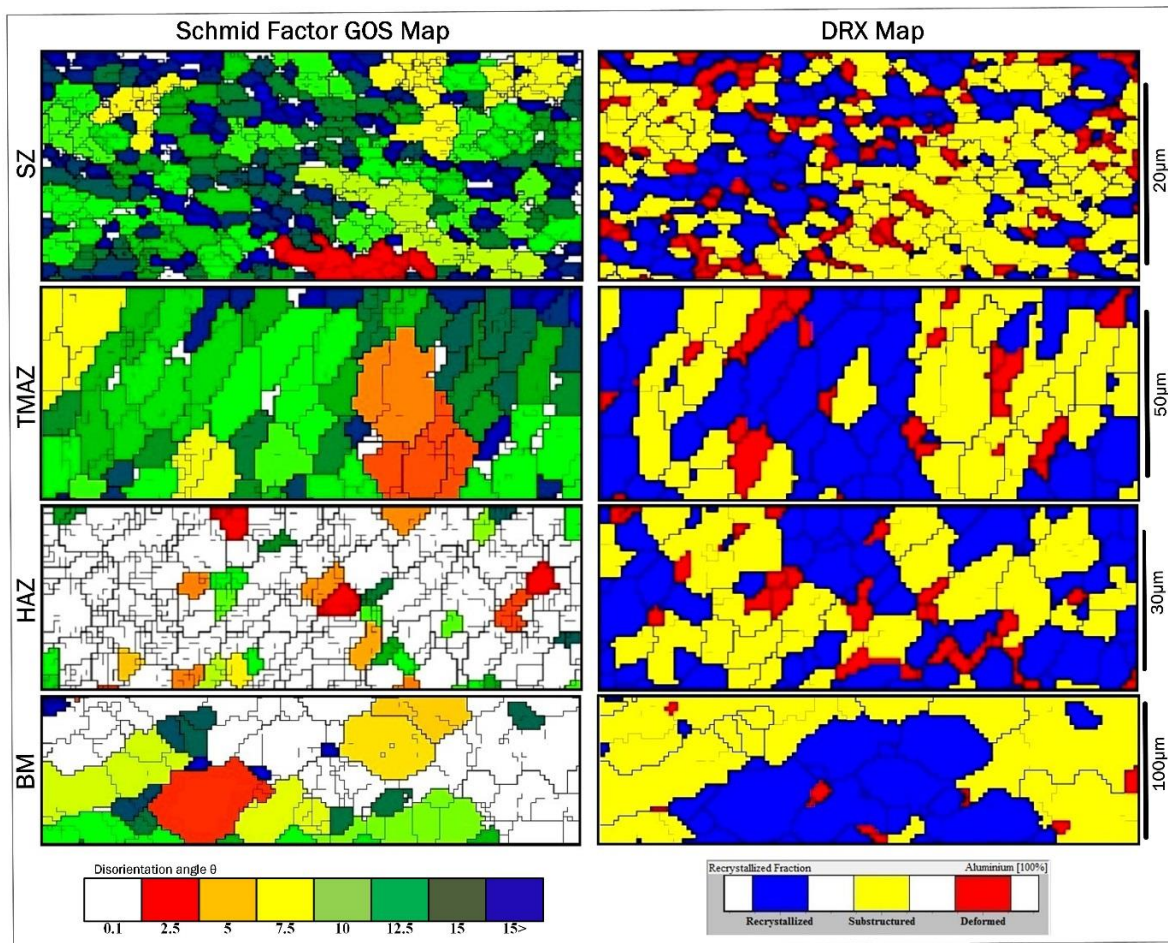 Schmid Factor GOS Map
DRX Map
SZ
20µm
TMAZ
50µm
HAZ
30µm
BM
100µm
Disorientation angle θ
0.1 2.5 5 7.5 10 12.5 15 15>
Recrystallized Fraction Aluminium [100%]
Recrystallized Substructured Deformed